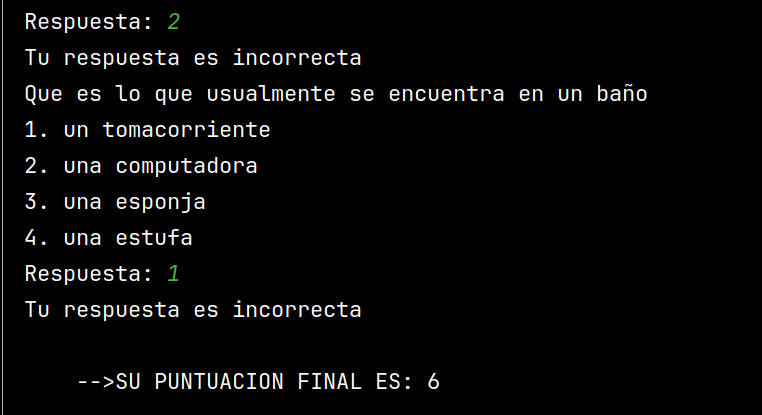 Respuesta: 2
Tu respuesta es incorrecta
Que es lo que usualmente se encuentra en un baño
1. un tomacorriente
2. una computadora
3. una esponja
4. una estufa
Respuesta: 1
Tu respuesta es incorrecta
-->SU PUNTUACION FINAL ES: 6